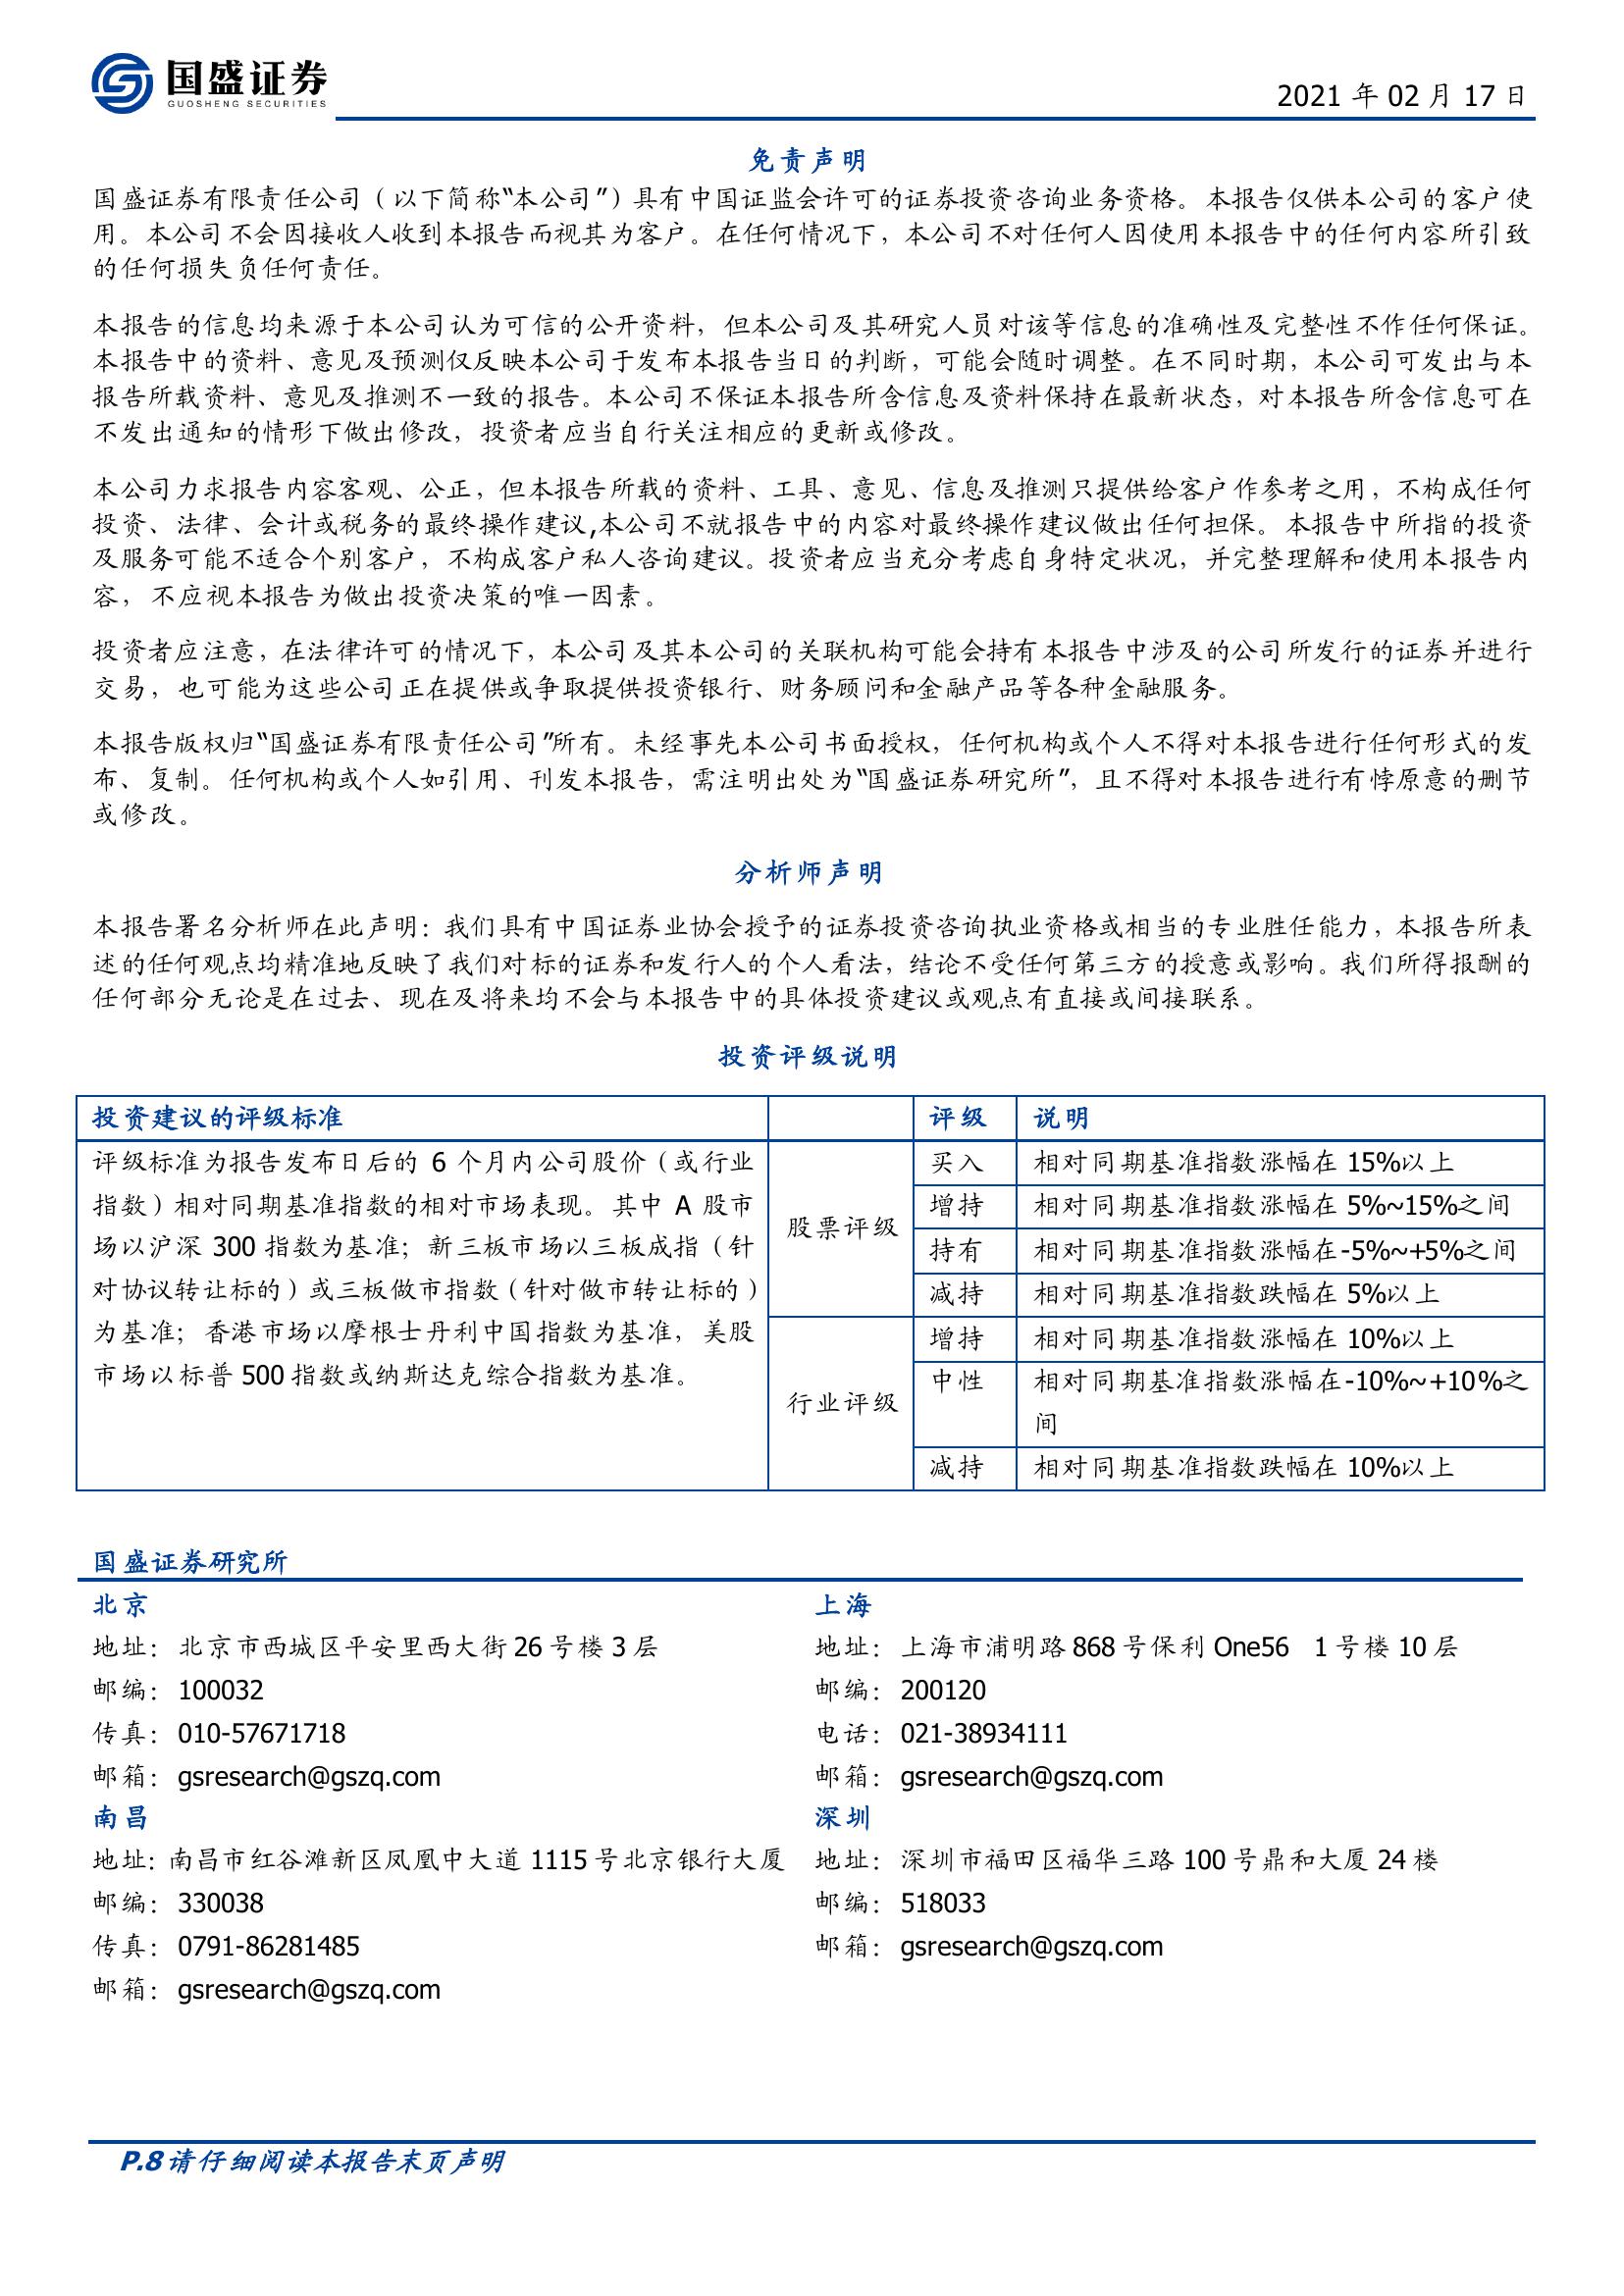 国盛证券
GUOSHENG SECURITIES
2021 年 02 月 17 日
免责声明
国盛证券有限责任公司（以下简称“本公司”）具有中国证监会许可的证券投资咨询业务资格。本报告仅供本公司的客户使
用。本公司不会因接收人收到本报告而视其为客户。在任何情况下，本公司不对任何人因使用本报告中的任何内容所引致
的任何损失负任何责任。
本报告的信息均来源于本公司认为可信的公开资料，但本公司及其研究人员对该等信息的准确性及完整性不作任何保证。
本报告中的资料、意见及预测仅反映本公司于发布本报告当日的判断，可能会随时调整。在不同时期，本公司可发出与本
报告所载资料、意见及推测不一致的报告。本公司不保证本报告所含信息及资料保持在最新状态，对本报告所含信息可在
不发出通知的情形下做出修改，投资者应当自行关注相应的更新或修改。
本公司力求报告内容客观、公正，但本报告所载的资料、工具、意见、信息及推测只提供给客户作参考之用，不构成任何
投资、法律、会计或税务的最终操作建议,本公司不就报告中的内容对最终操作建议做出任何担保。本报告中所指的投资
及服务可能不适合个别客户，不构成客户私人咨询建议。投资者应当充分考虑自身特定状况，并完整理解和使用本报告内
容，不应视本报告为做出投资决策的唯一因素。
投资者应注意，在法律许可的情况下，本公司及其本公司的关联机构可能会持有本报告中涉及的公司所发行的证券并进行
交易，也可能为这些公司正在提供或争取提供投资银行、财务顾问和金融产品等各种金融服务。
本报告版权归“国盛证券有限责任公司”所有。未经事先本公司书面授权，任何机构或个人不得对本报告进行任何形式的发
布、复制。任何机构或个人如引用、刊发本报告，需注明出处为“国盛证券研究所”，且不得对本报告进行有悖原意的删节
或修改。
分析师声明
本报告署名分析师在此声明：我们具有中国证券业协会授予的证券投资咨询执业资格或相当的专业胜任能力，本报告所表
述的任何观点均精准地反映了我们对标的证券和发行人的个人看法，结论不受任何第三方的授意或影响。我们所得报酬的
任何部分无论是在过去、现在及将来均不会与本报告中的具体投资建议或观点有直接或间接联系。
投资评级说明
投资建议的评级标准 评级 说明
评级标准为报告发布日后的 6 个月内公司股价（或行业
指数）相对同期基准指数的相对市场表现。其中 A 股市
场以沪深 300 指数为基准；新三板市场以三板成指（针
对协议转让标的）或三板做市指数（针对做市转让标的）
为基准；香港市场以摩根士丹利中国指数为基准，美股
市场以标普 500 指数或纳斯达克综合指数为基准。
股票评级
买入 相对同期基准指数涨幅在 15%以上
增持 相对同期基准指数涨幅在 5%~15%之间
持有 相对同期基准指数涨幅在-5%~+5%之间
减持 相对同期基准指数跌幅在 5%以上
行业评级
增持 相对同期基准指数涨幅在 10%以上
中性 相对同期基准指数涨幅在-10%~+10%之
间
减持 相对同期基准指数跌幅在 10%以上
国盛证券研究所
北京
地址：北京市西城区平安里西大街 26 号楼 3 层
邮编：100032
传真：010-57671718
邮箱：gsresearch@gszq.com
上海
地址：上海市浦明路 868 号保利 One56 1 号楼 10 层
邮编：200120
电话：021-38934111
邮箱：gsresearch@gszq.com
南昌
地址：南昌市红谷滩新区凤凰中大道 1115 号北京银行大厦
邮编：330038
传真：0791-86281485
邮箱：gsresearch@gszq.com
深圳
地址：深圳市福田区福华三路 100 号鼎和大厦 24 楼
邮编：518033
邮箱：gsresearch@gszq.com
P.8 请仔细阅读本报告末页声明